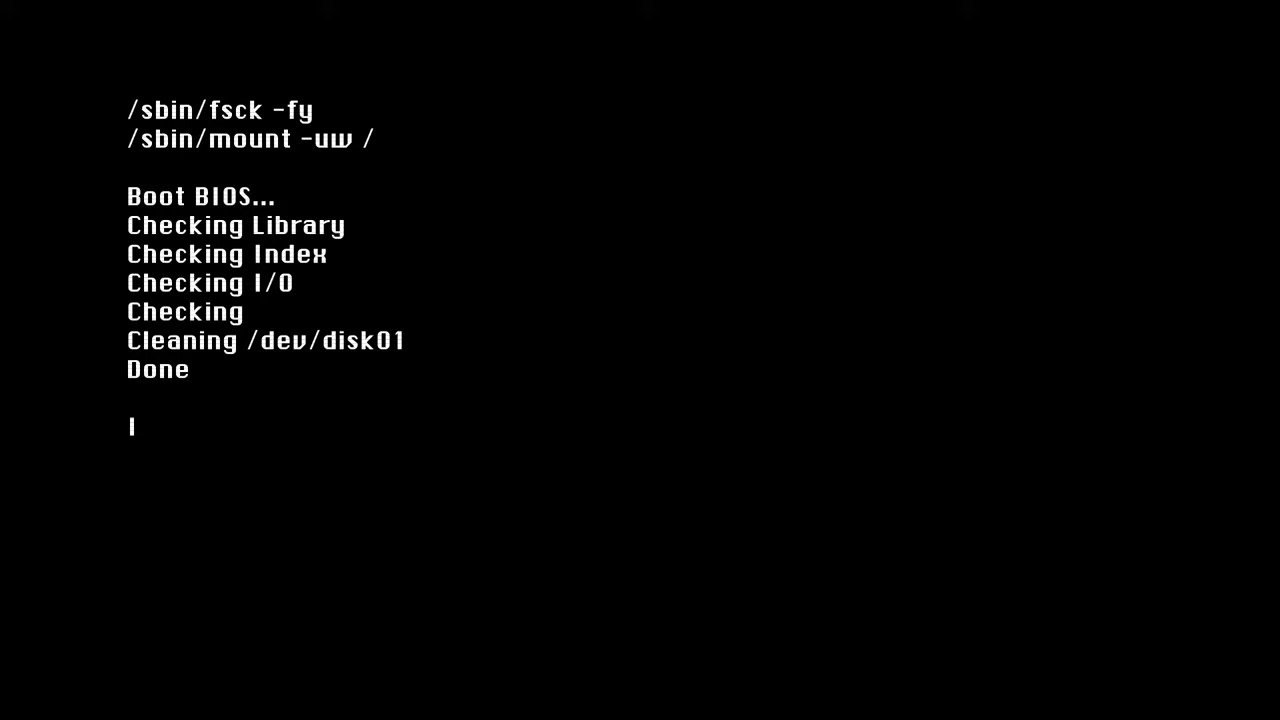 /sbin/fsck -fy
/sbin/mount -uw /
Boot BIOS...
Checking Library
Checking Index
Checking I/O
Checking
Cleaning /dev/disk01
Done